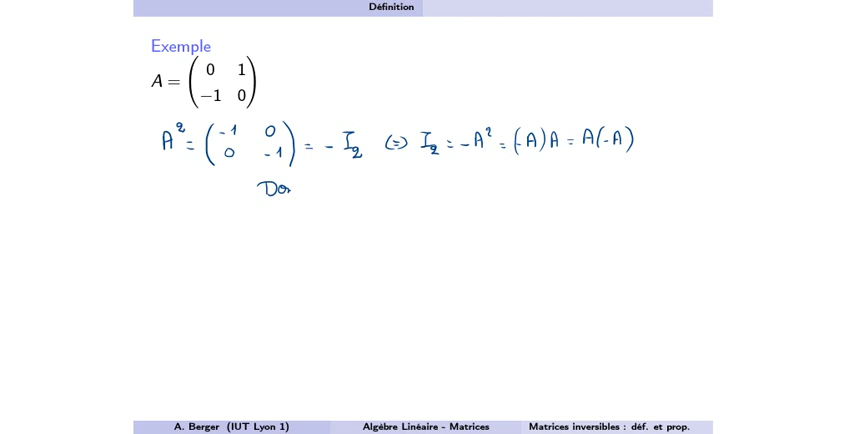 Définition
Exemple
A = ( 0 1
-1 0 )
A² = ( -1 0
0 -1 ) = - I₂ (=) I₂ = -A² = (-A)A = A(-A)
Do
A. Berger (IUT Lyon 1) Algèbre Linéaire - Matrices Matrices inversibles : déf. et prop.